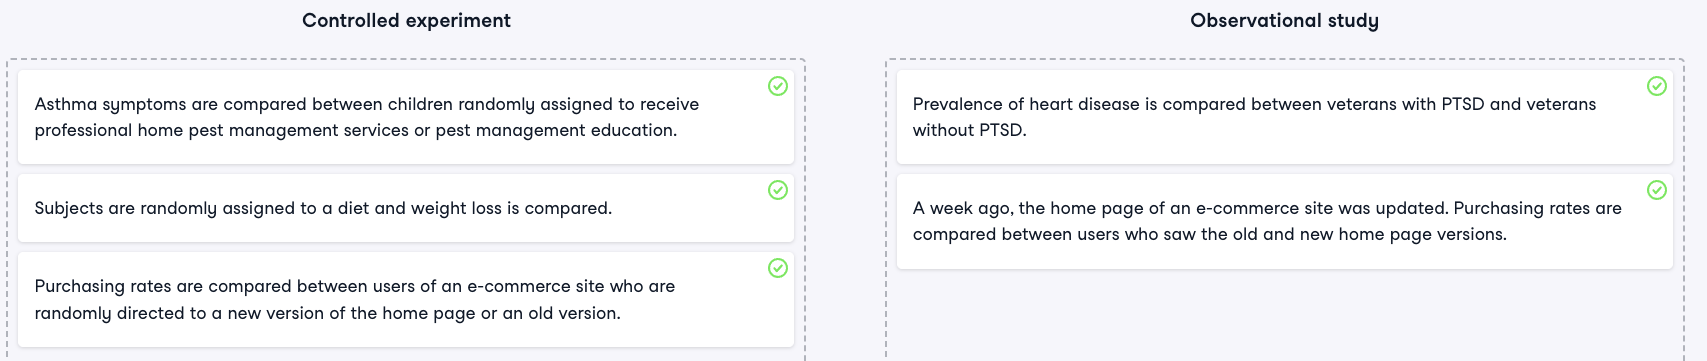 Controlled experiment
Asthma symptoms are compared between children randomly assigned to receive
professional home pest management services or pest management education.
Subjects are randomly assigned to a diet and weight loss is compared.
Purchasing rates are compared between users of an e-commerce site who are
randomly directed to a new version of the home page or an old version.
Observational study
Prevalence of heart disease is compared between veterans with PTSD and veterans
without PTSD.
A week ago, the home page of an e-commerce site was updated. Purchasing rates are
compared between users who saw the old and new home page versions.